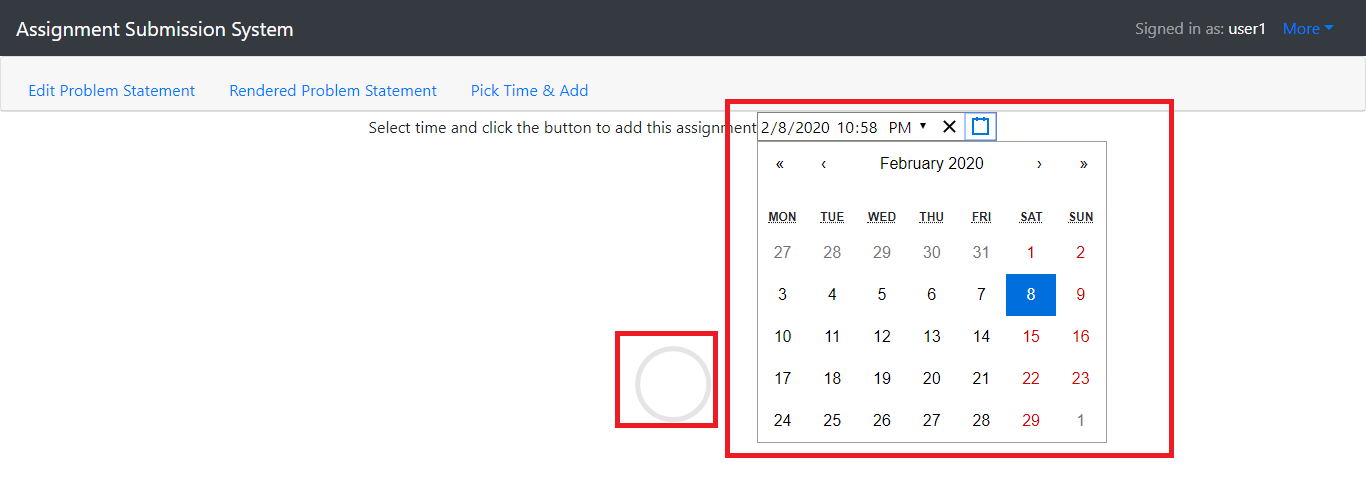 Assignment Submission System
Signed in as: user1 More
Edit Problem Statement Rendered Problem Statement Pick Time & Add
Select time and click the button to add this assignment 2/8/2020 10:58 PM
« ‹ February 2020 › »
MON TUE WED THU FRI SAT SUN
27 28 29 30 31 1 2
3 4 5 6 7 8 9
10 11 12 13 14 15 16
17 18 19 20 21 22 23
24 25 26 27 28 29 1